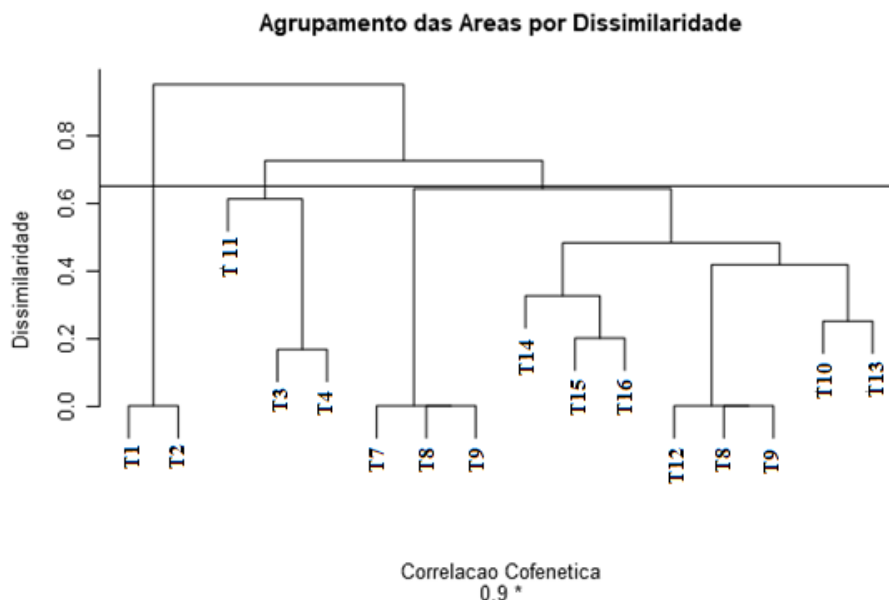 Agrupamento das Areas por Dissimilaridade
Dissimilaridade
0.8
0.6
0.4
0.2
0.0
T 11
T14
T10
T13
T3
T4
T15
T16
T1
T2
T7
T8
T9
T12
T8
T9
Correlacao Cofenetica
0.9 *